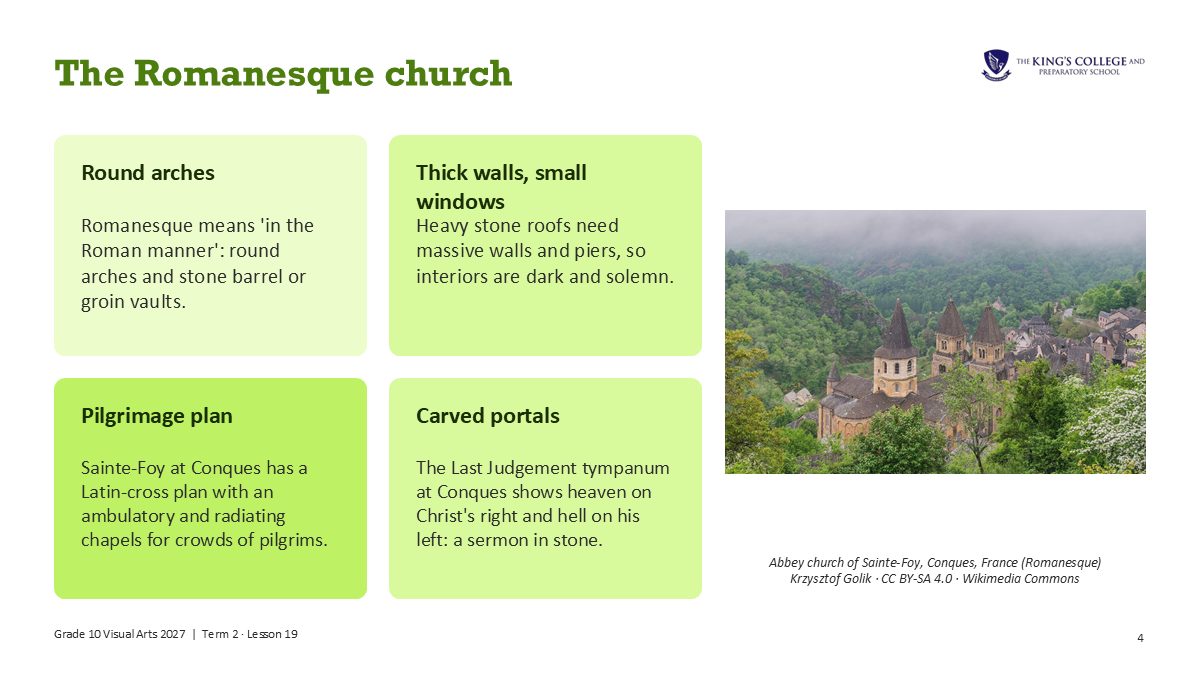 The Romanesque church
THE KING'S COLLEGE AND
PREPARATORY SCHOOL
Round arches
Romanesque means 'in the
Roman manner': round
arches and stone barrel or
groin vaults.
Thick walls, small
windows
Heavy stone roofs need
massive walls and piers, so
interiors are dark and solemn.
Pilgrimage plan
Sainte-Foy at Conques has a
Latin-cross plan with an
ambulatory and radiating
chapels for crowds of pilgrims.
Carved portals
The Last Judgement tympanum
at Conques shows heaven on
Christ's right and hell on his
left: a sermon in stone.
Abbey church of Sainte-Foy, Conques, France (Romanesque)
Krzysztof Golik · CC BY-SA 4.0 · Wikimedia Commons
Grade 10 Visual Arts 2027 | Term 2 · Lesson 19
4